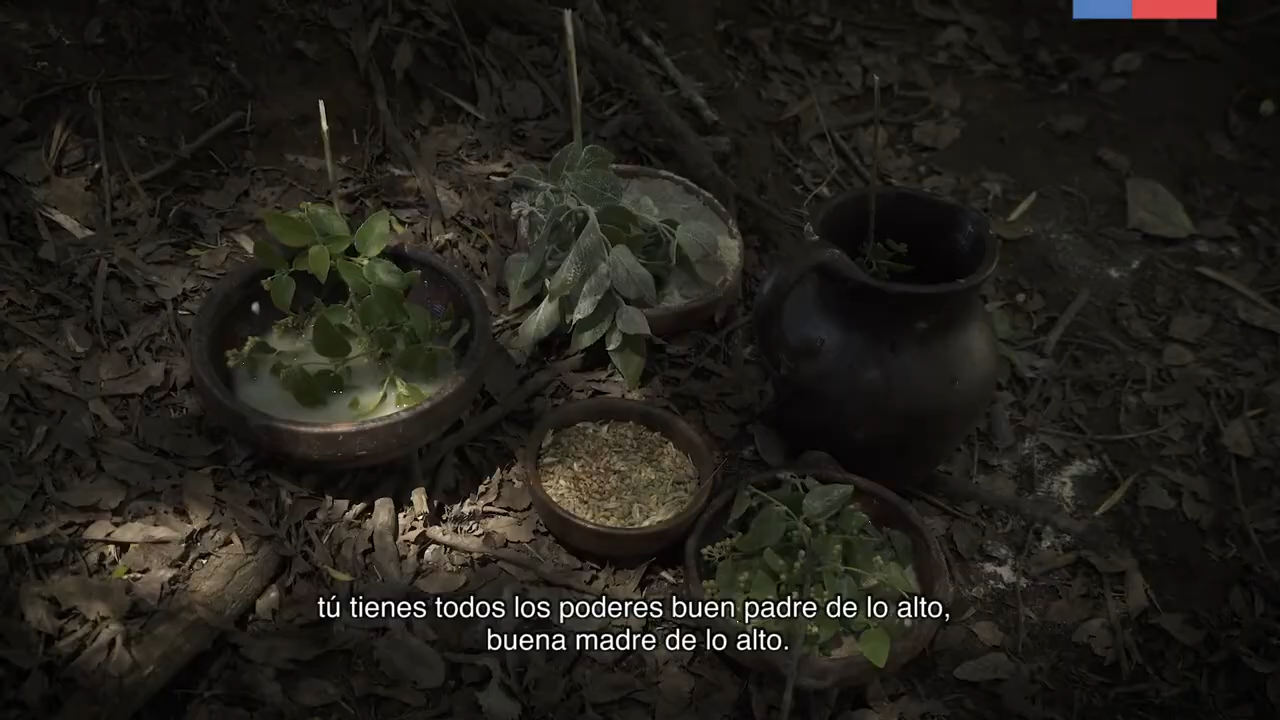 tú tienes todos los poderes buen padre de lo alto,
buena madre de lo alto.